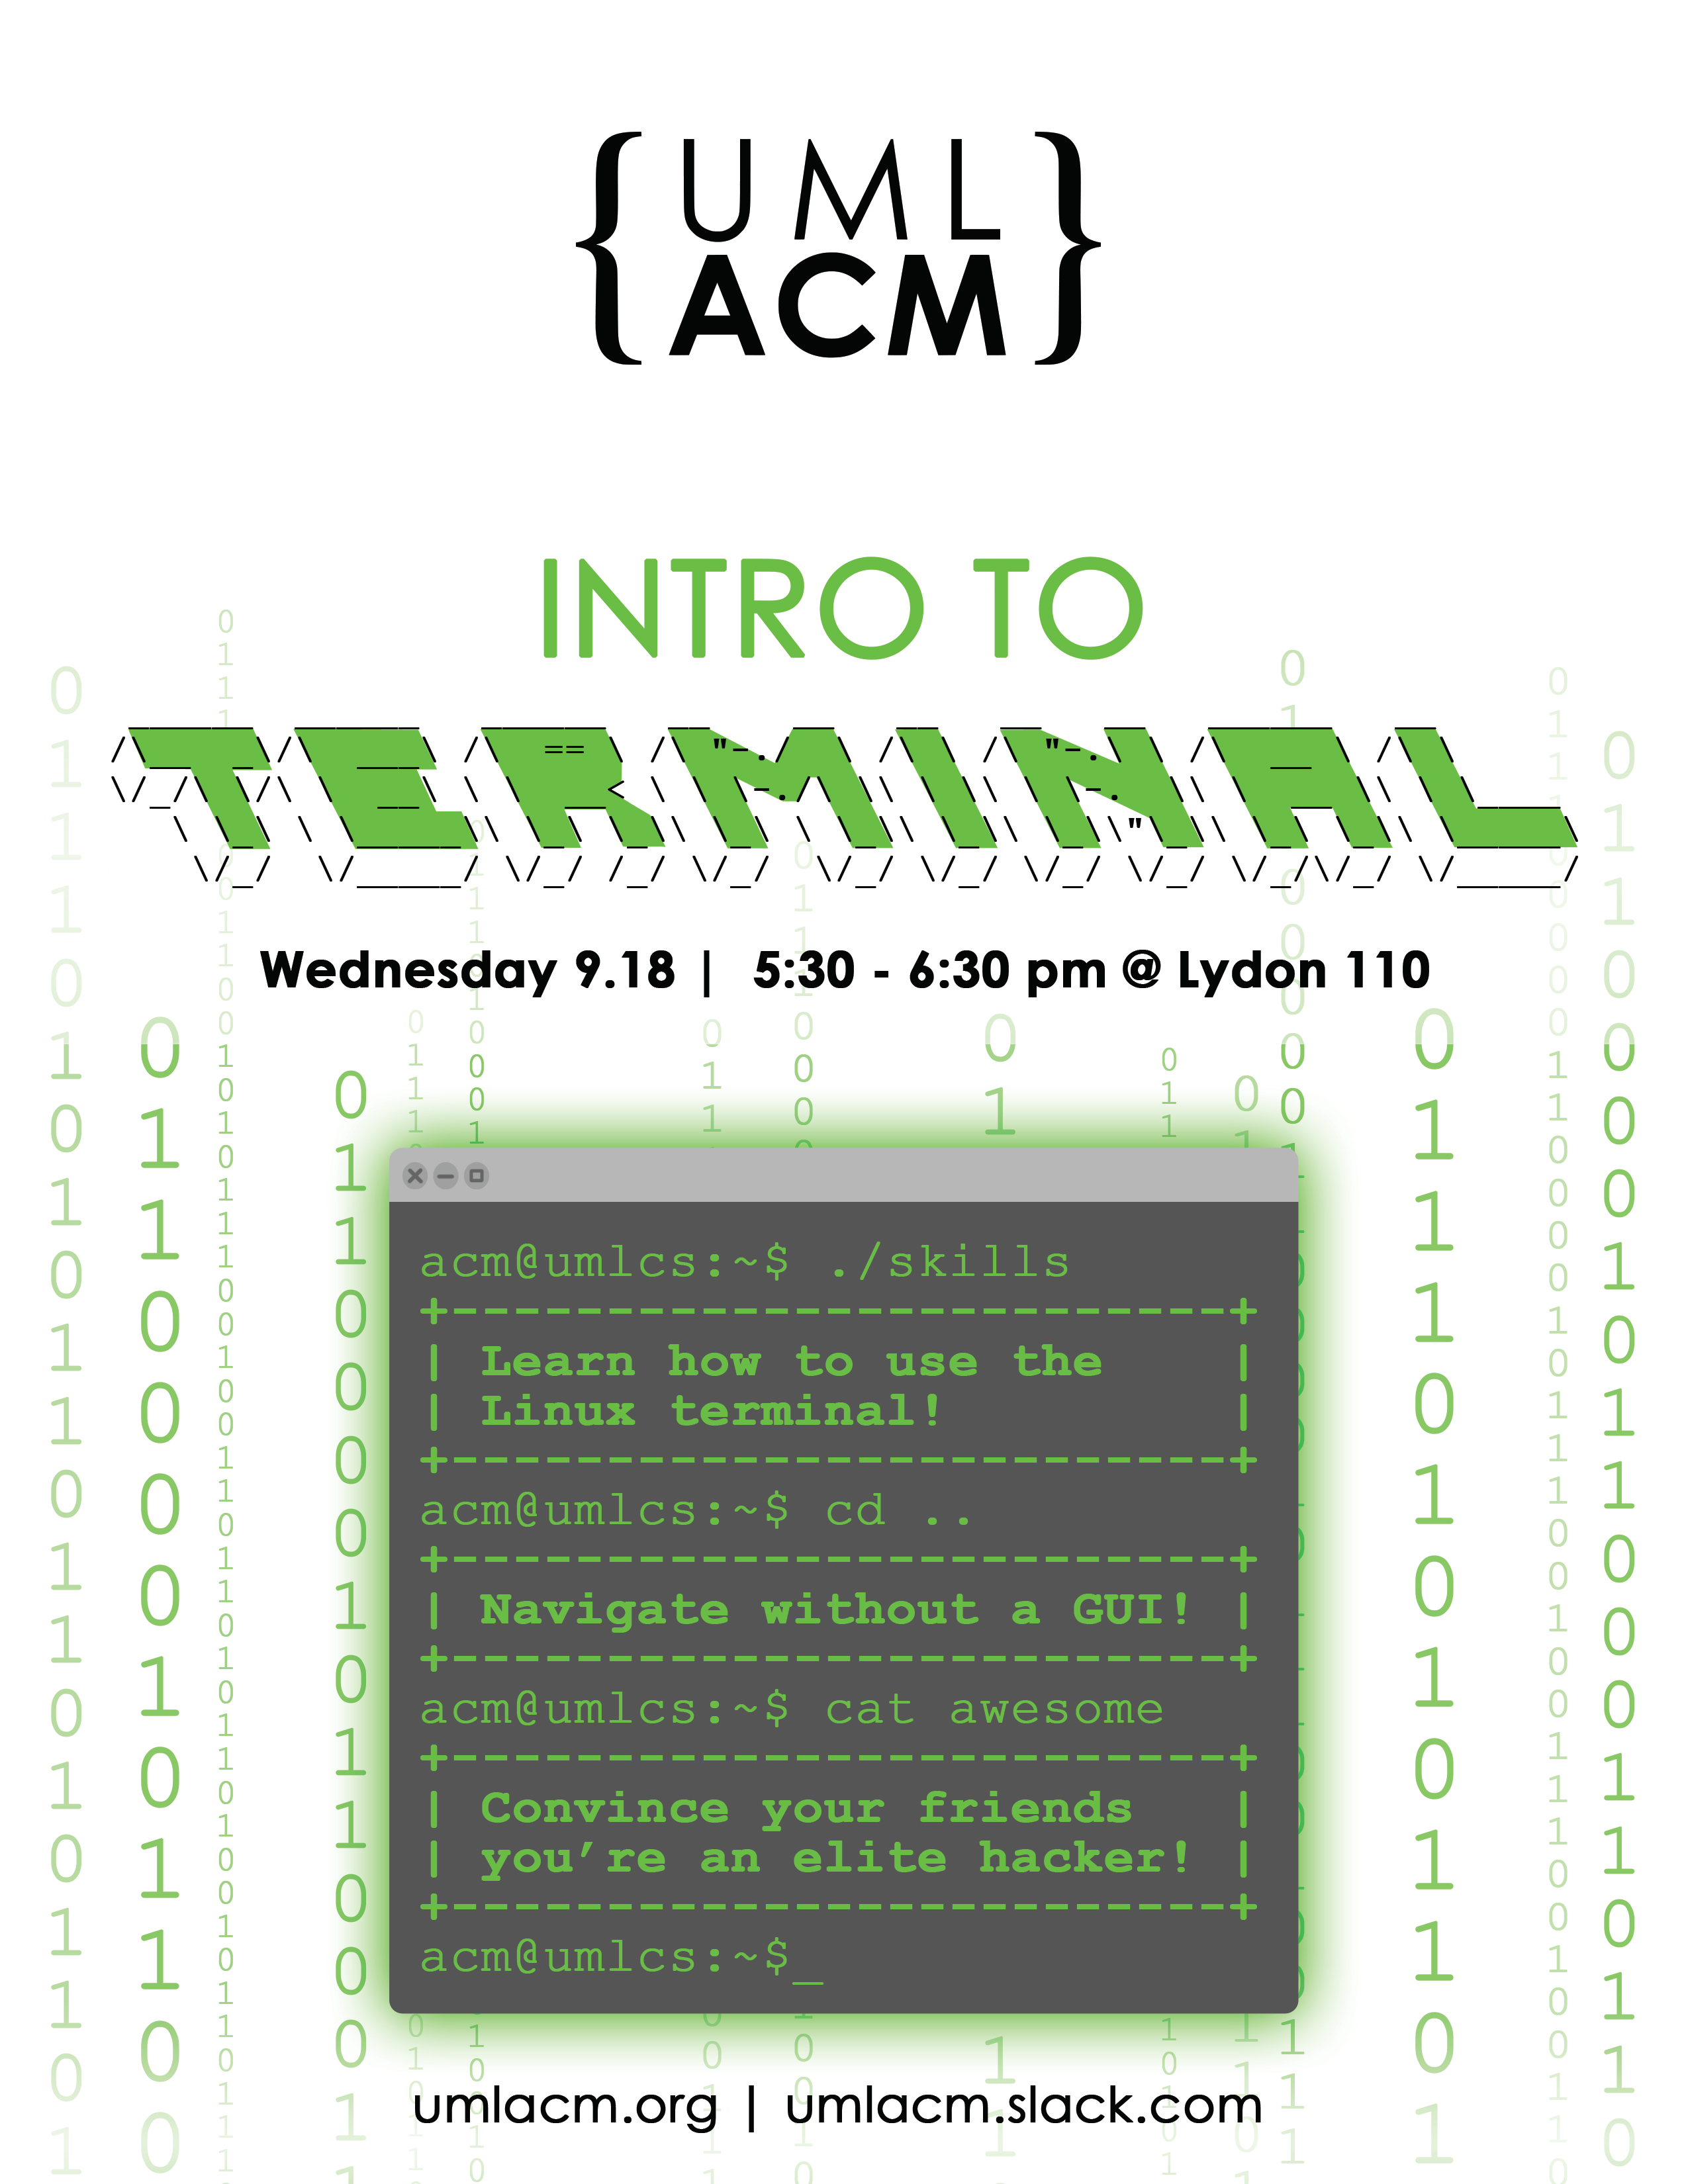 { UML
ACM }
INTRO TO
TERMINAL
Wednesday 9.18 | 5:30 - 6:30 pm @ Lydon 110
acm@umlcs:~$ ./skills
+--------------------------+
| Learn how to use the |
| Linux terminal! |
+--------------------------+
acm@umlcs:~$ cd ..
+--------------------------+
| Navigate without a GUI! |
+--------------------------+
acm@umlcs:~$ cat awesome
+--------------------------+
| Convince your friends |
| you’re an elite hacker! |
+--------------------------+
acm@umlcs:~$_
umlacm.org | umlacm.slack.com